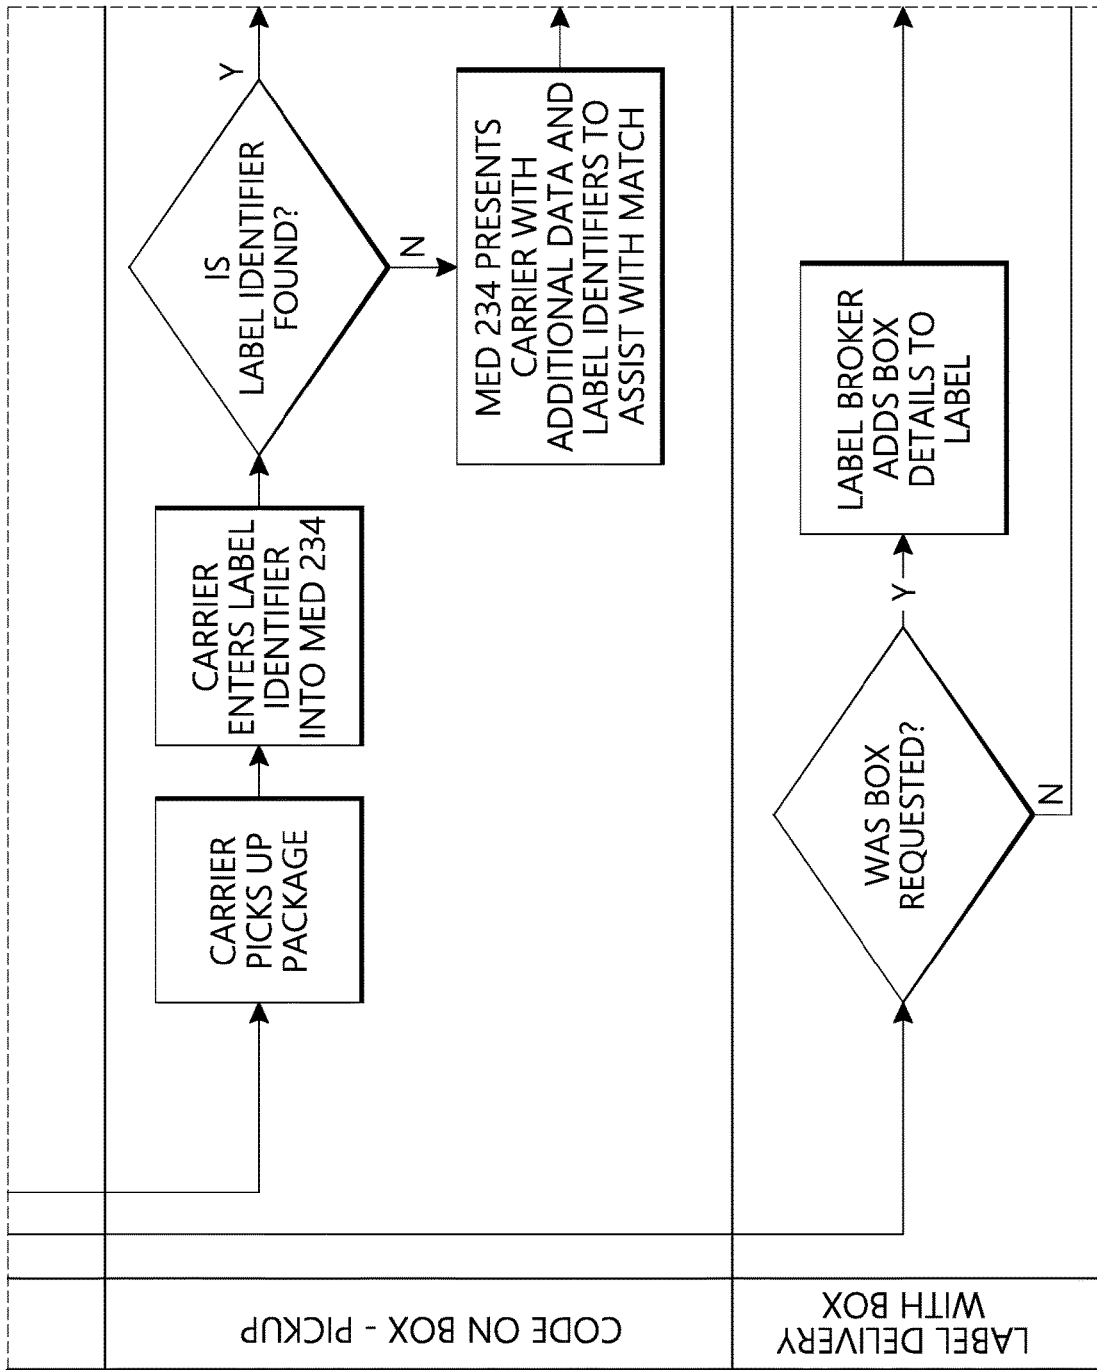 CODE ON BOX - PICKUP
CARRIER
PICKS UP
PACKAGE
CARRIER
ENTERS LABEL
IDENTIFIER
INTO MED 234
IS
LABEL IDENTIFIER
FOUND?
Y
N
MED 234 PRESENTS
CARRIER WITH
ADDITIONAL DATA AND
LABEL IDENTIFIERS TO
ASSIST WITH MATCH
LABEL DELIVERY
WITH BOX
WAS BOX
REQUESTED?
Y
N
LABEL BROKER
ADDS BOX
DETAILS TO
LABEL